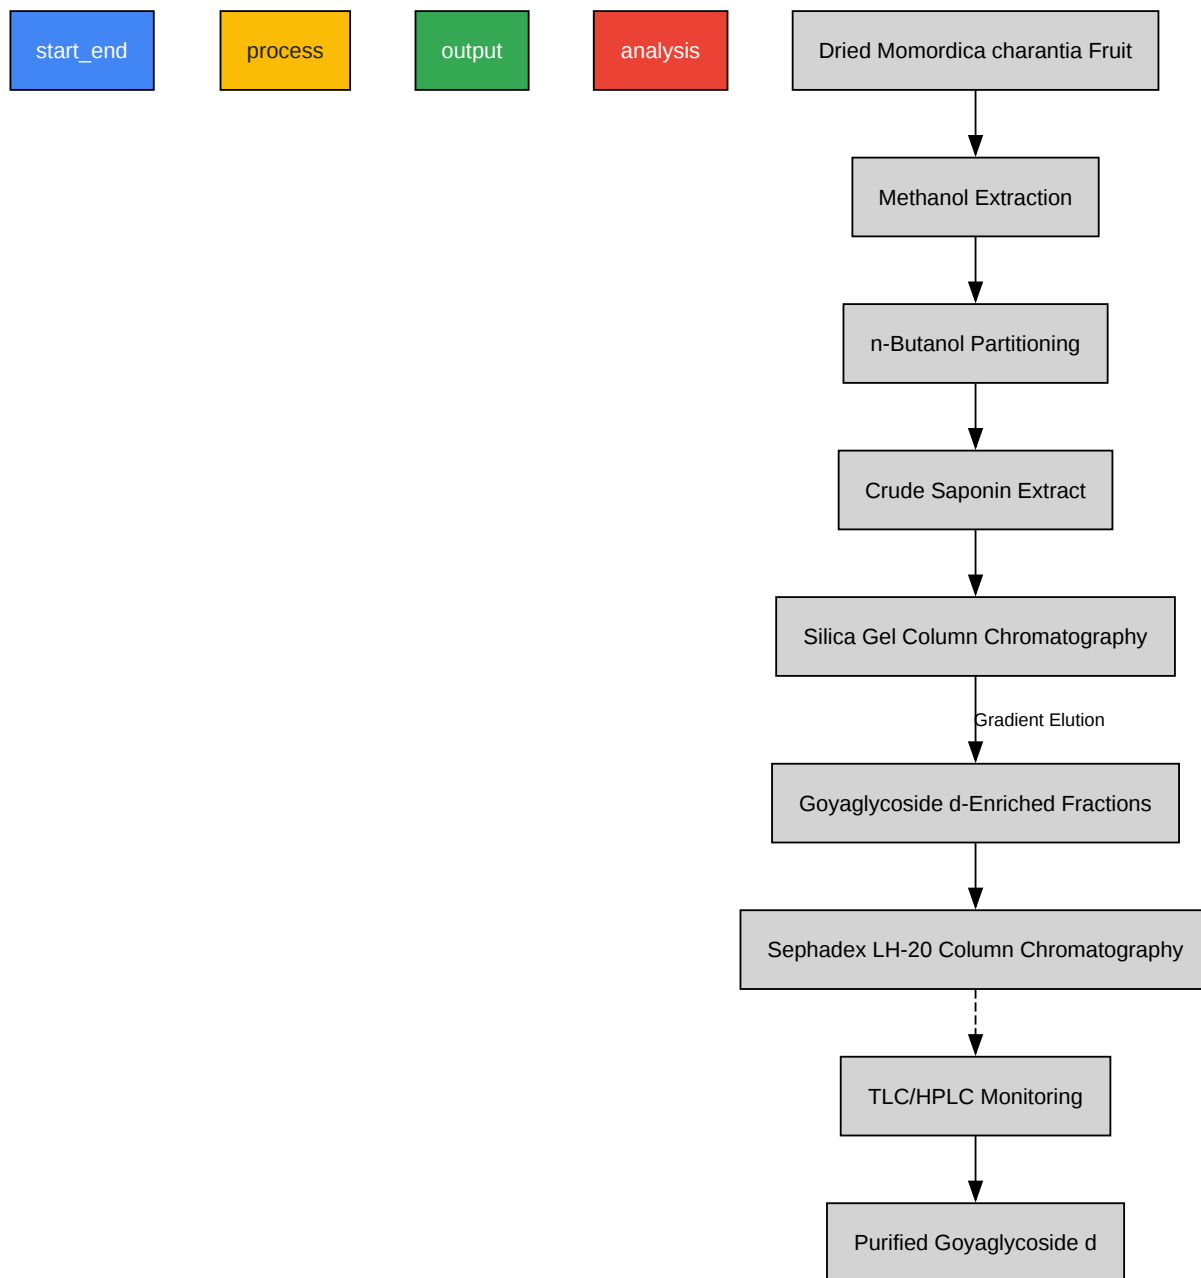 start_end
process
output
analysis
Dried Momordica charantia Fruit
Methanol Extraction
n-Butanol Partitioning
Crude Saponin Extract
Silica Gel Column Chromatography
Gradient Elution
Goyaglycoside d-Enriched Fractions
Sephadex LH-20 Column Chromatography
TLC/HPLC Monitoring
Purified Goyaglycoside d